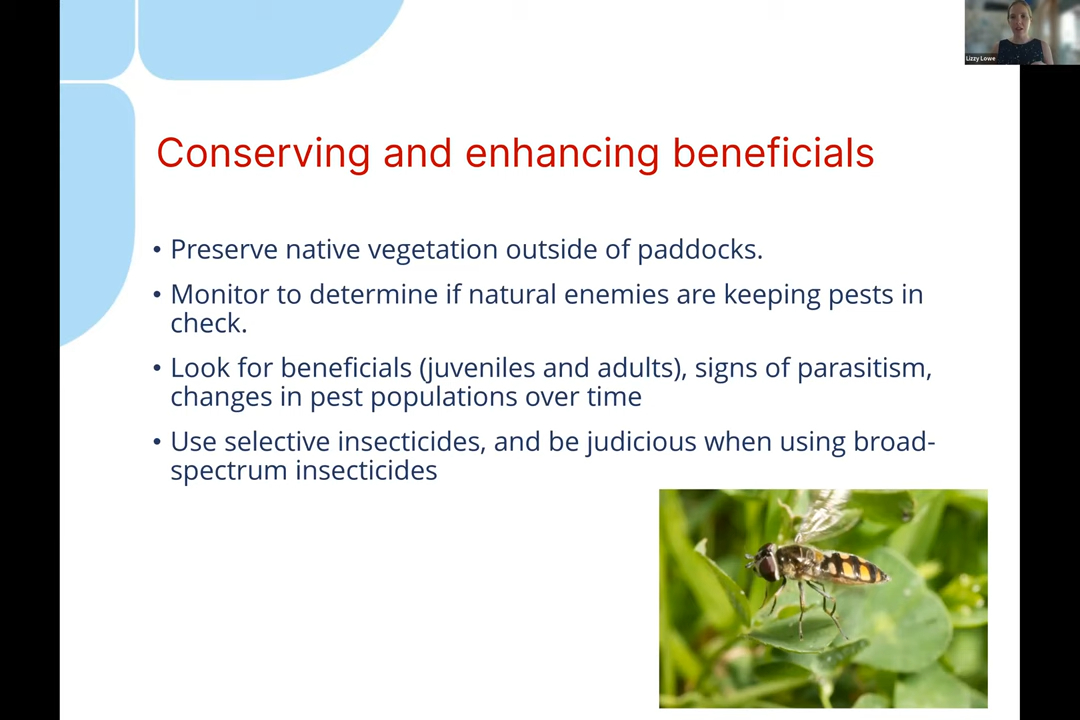 Lizzy Lowe
Conserving and enhancing beneficials
• Preserve native vegetation outside of paddocks.
• Monitor to determine if natural enemies are keeping pests in
check.
• Look for beneficials (juveniles and adults), signs of parasitism,
changes in pest populations over time
• Use selective insecticides, and be judicious when using broad-
spectrum insecticides